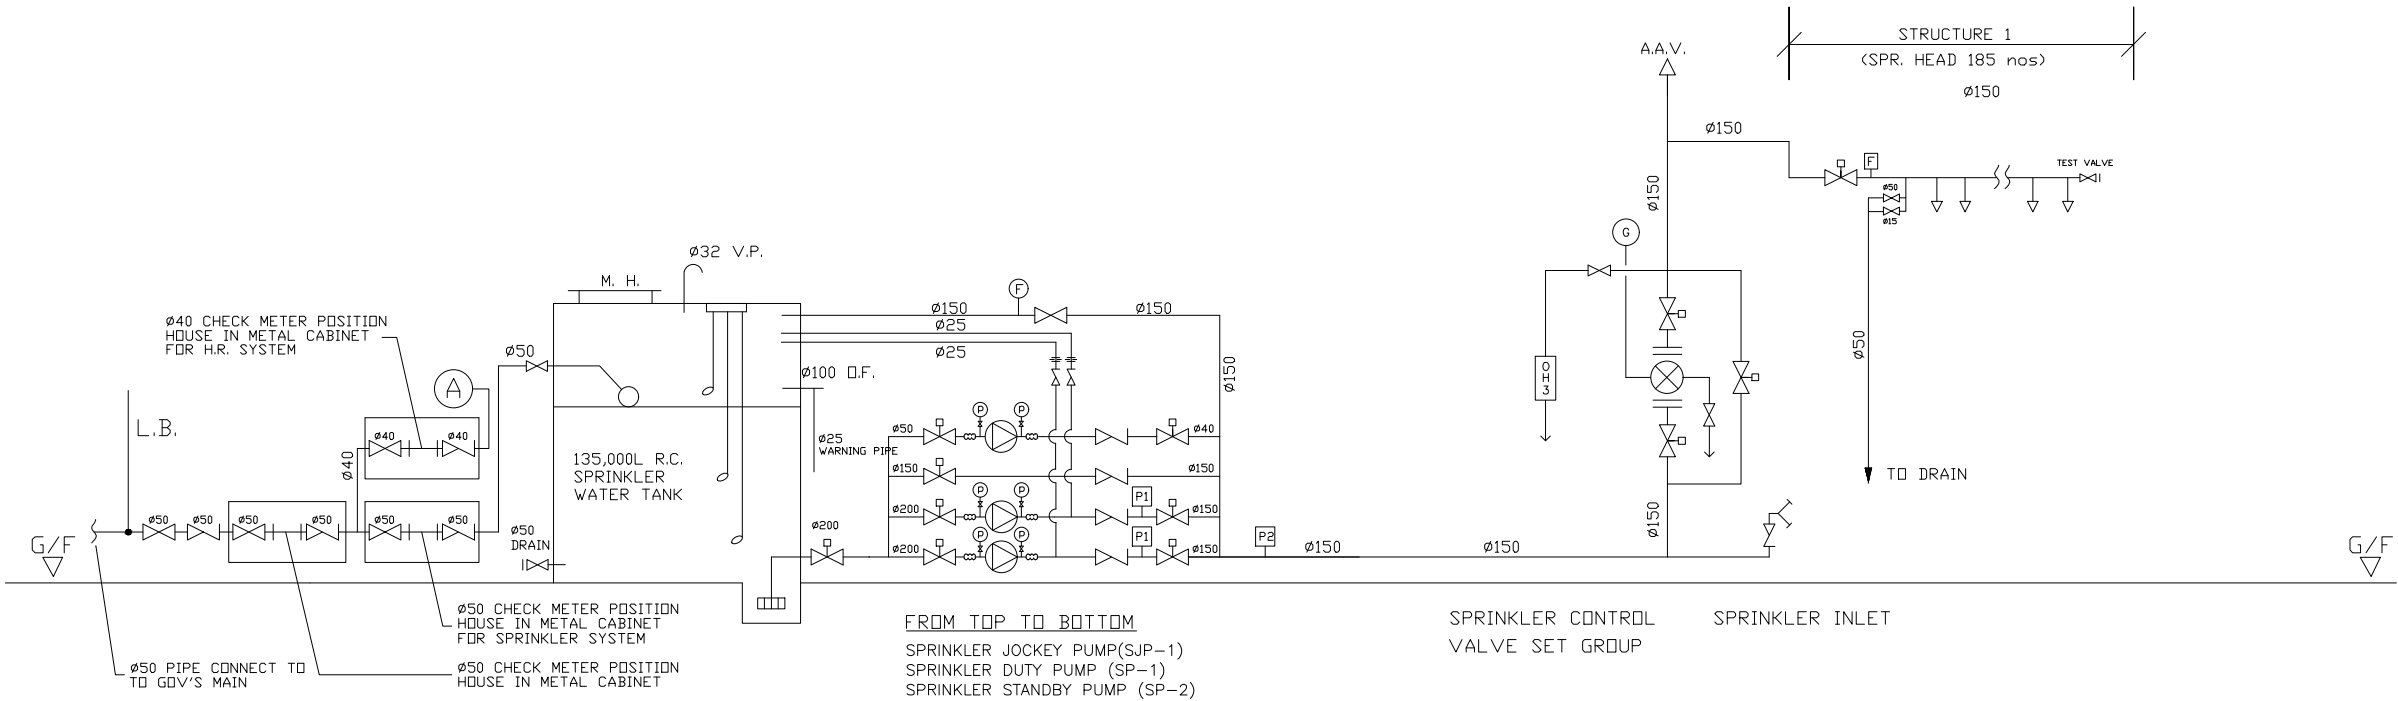 STRUCTURE 1
(SPR. HEAD 185 nos)
Ø150
A.A.V.
Ø150
TEST VALVE
F
Ø50
Ø15
Ø150
G
Ø32 V.P.
M. H.
F
Ø150
Ø150
Ø25
Ø25
Ø150
Ø40 CHECK METER POSITION
HOUSE IN METAL CABINET
FOR H.R. SYSTEM
Ø50
Ø100 O.F.
OH3
Ø50
A
L.B.
Ø40
Ø40
Ø40
135,000L R.C.
SPRINKLER
WATER TANK
Ø25
WARNING PIPE
P
P
Ø50
Ø40
Ø150
Ø150
TO DRAIN
P
P
P1
Ø200
Ø150
Ø50
Ø50
Ø50
Ø50
Ø50
Ø50
Ø50
DRAIN
Ø200
P
P
P1
Ø200
Ø150
P2
Ø150
Ø150
Ø150
G/F
G/F
Ø50 CHECK METER POSITION
HOUSE IN METAL CABINET
FOR SPRINKLER SYSTEM
Ø50 PIPE CONNECT TO
TO GOV'S MAIN
Ø50 CHECK METER POSITION
HOUSE IN METAL CABINET
FROM TOP TO BOTTOM
SPRINKLER JOCKEY PUMP(SJP-1)
SPRINKLER DUTY PUMP (SP-1)
SPRINKLER STANDBY PUMP (SP-2)
SPRINKLER CONTROL
VALVE SET GROUP
SPRINKLER INLET